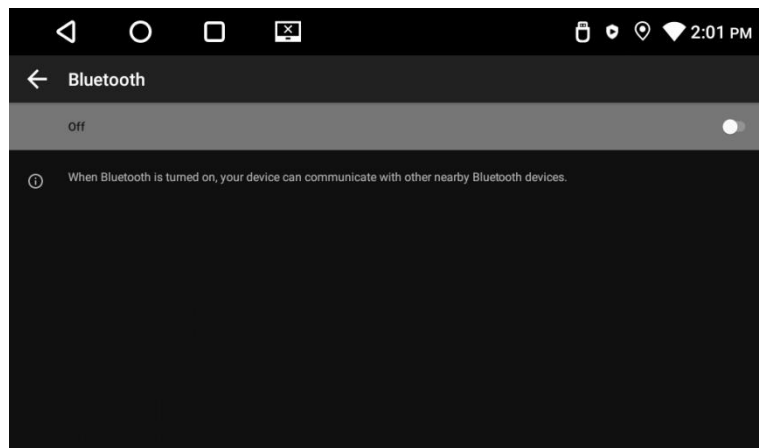 2:01 PM
Bluetooth
Off
When Bluetooth is turned on, your device can communicate with other nearby Bluetooth devices.